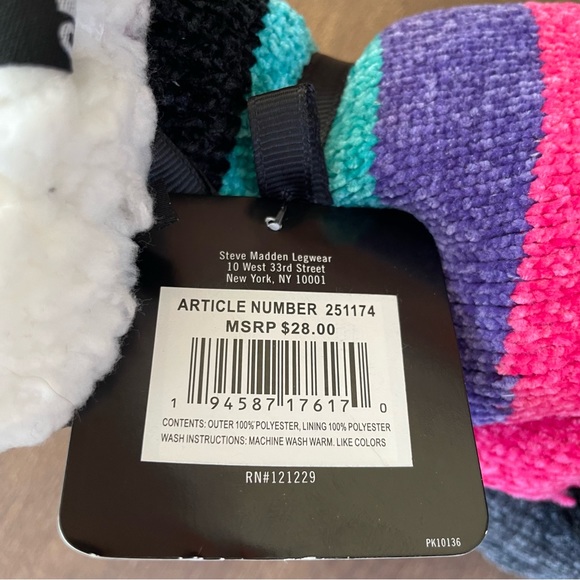 Steve Madden Legwear
10 West 33rd Street
New York, NY 10001
ARTICLE NUMBER 251174
MSRP $28.00
1 94587 17617 0
CONTENTS: OUTER 100% POLYESTER, LINING 100% POLYESTER
WASH INSTRUCTIONS: MACHINE WASH WARM. LIKE COLORS
RN#121229
PK10136